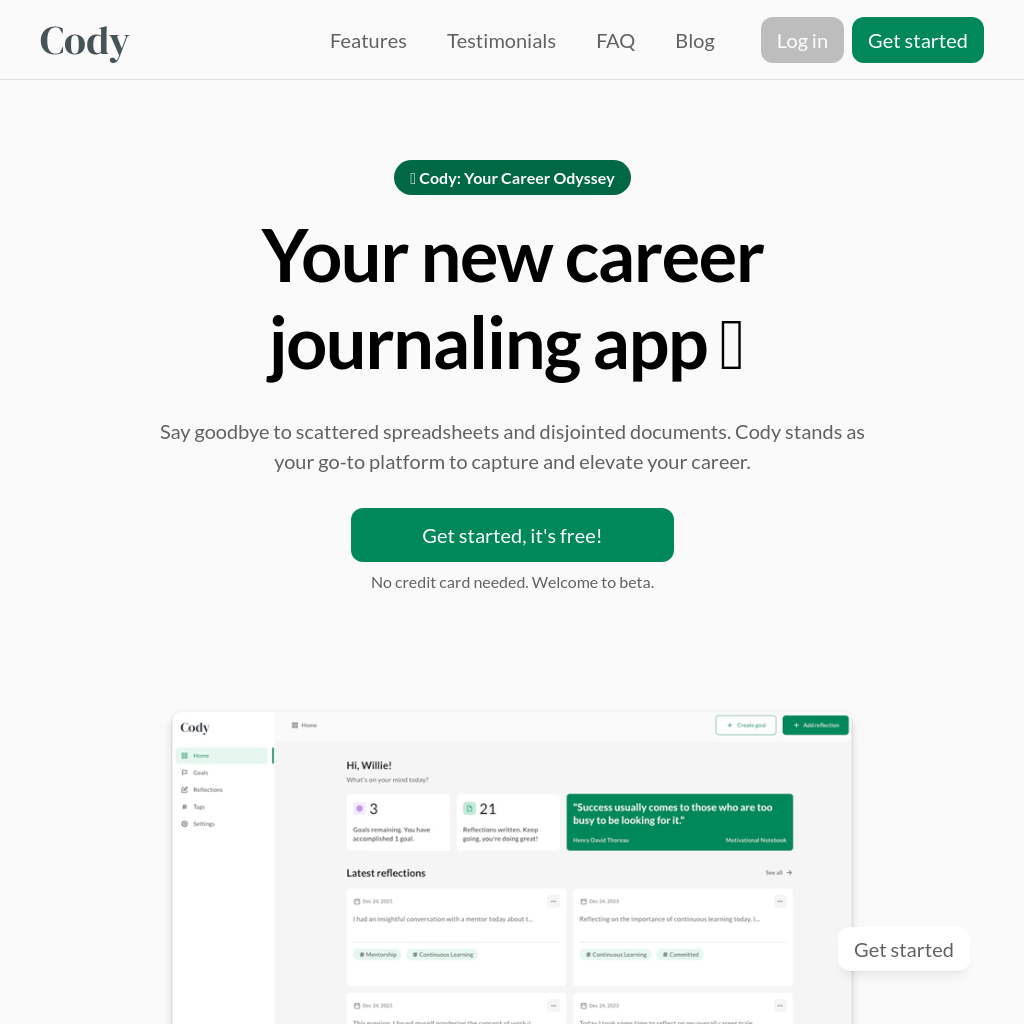 Cody
Features
Testimonials
FAQ
Blog
Log in
Get started
Cody: Your Career Odyssey
Your new career
journaling app
Say goodbye to scattered spreadsheets and disjointed documents. Cody stands as
your go-to platform to capture and elevate your career.
Get started, it's free!
No credit card needed. Welcome to beta.
Cody
Home
Goals
Reflections
Tags
Settings
Home
Create goal
Add reflection
Hi, Willie!
What's on your mind today?
3
Goals remaining. You have
accomplished 1 goal.
21
Reflections written. Keep
going, you're doing great!
"Success usually comes to those who are too
busy to be looking for it."
Henry David Thoreau
Motivational Notebook
Latest reflections
See all
Dec 24, 2023
I had an insightful conversation with a mentor today about t...
# Mentorship
# Continuous Learning
Dec 24, 2023
Reflecting on the importance of continuous learning today, I...
# Continuous Learning
# Committed
Get started
Dec 24, 2023
This evening, I found myself pondering the concept of work-l...
Dec 24, 2023
Today I took some time to reflect on my overall career traje...